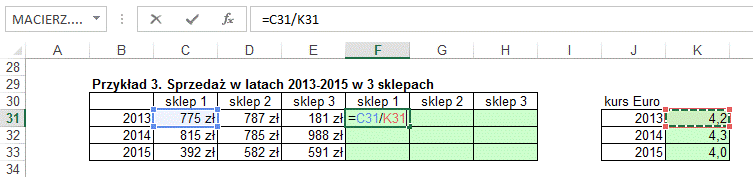 MACIERZ.... =C31/K31
A B C D E F G H I J K
28
29 Przykład 3. Sprzedaż w latach 2013-2015 w 3 sklepach
30 sklep 1 sklep 2 sklep 3 sklep 1 sklep 2 sklep 3 kurs Euro
31 2013 775 zł 787 zł 181 zł =C31/K31 2013 4,2
32 2014 815 zł 785 zł 988 zł 2014 4,3
33 2015 392 zł 582 zł 591 zł 2015 4,0
34